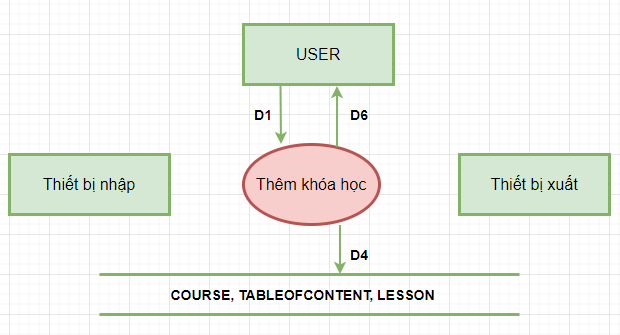 USER
D1
D6
Thiết bị nhập
Thêm khóa học
Thiết bị xuất
D4
COURSE, TABLEOFCONTENT, LESSON